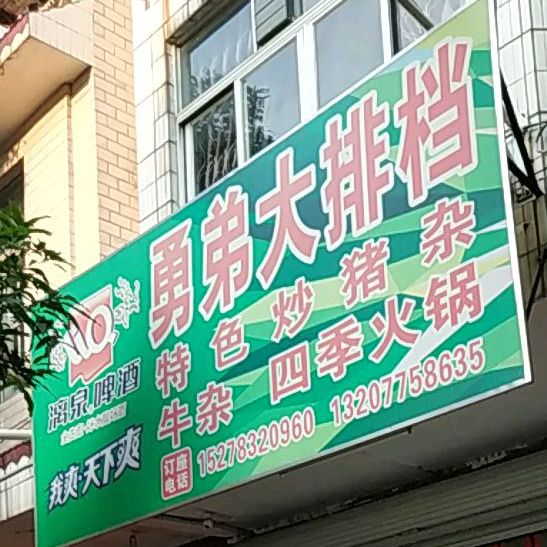 勇弟大排档
特色炒猪杂
牛杂 四季火锅
订座电话 15278320960 13207758635
漓泉啤酒
我爽·天下爽